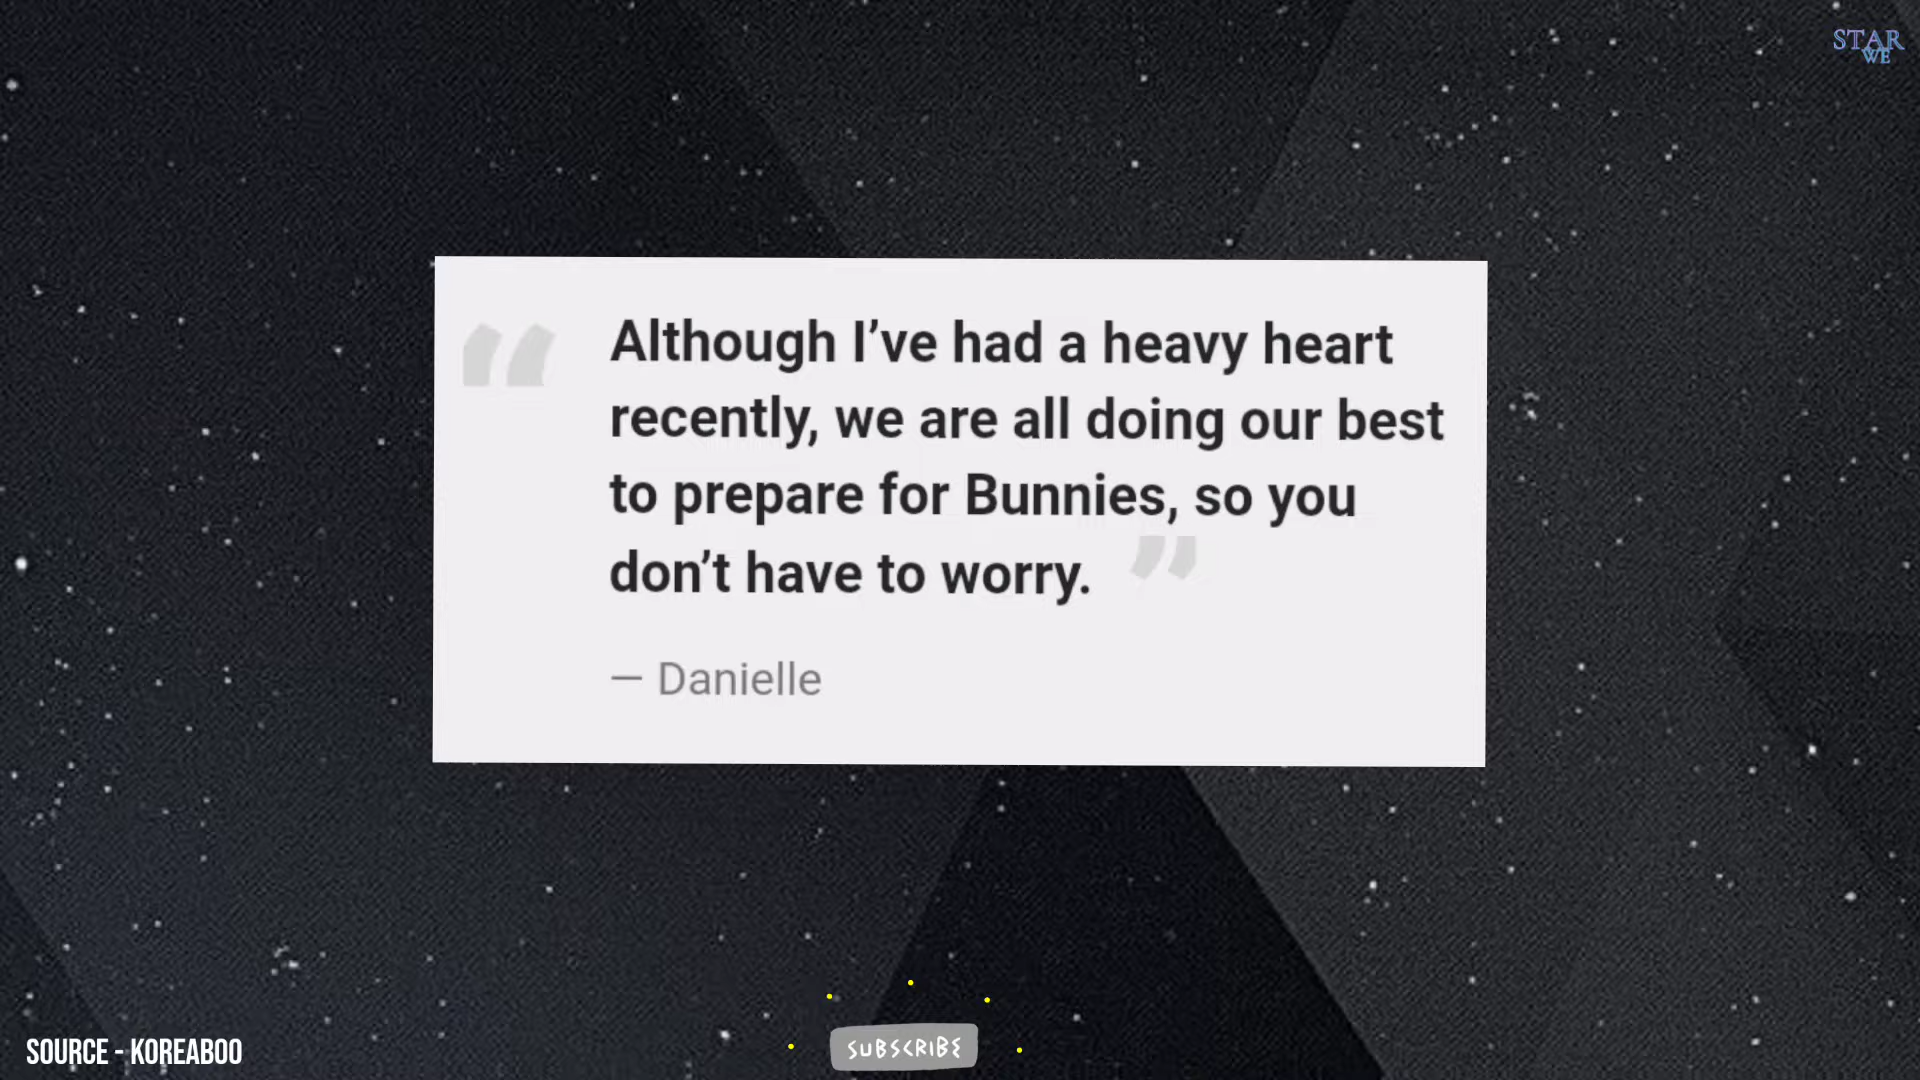 STAR
WE
“ Although I’ve had a heavy heart
recently, we are all doing our best
to prepare for Bunnies, so you
don’t have to worry. ”
— Danielle
SOURCE - KOREABOO
SUBSCRIBE